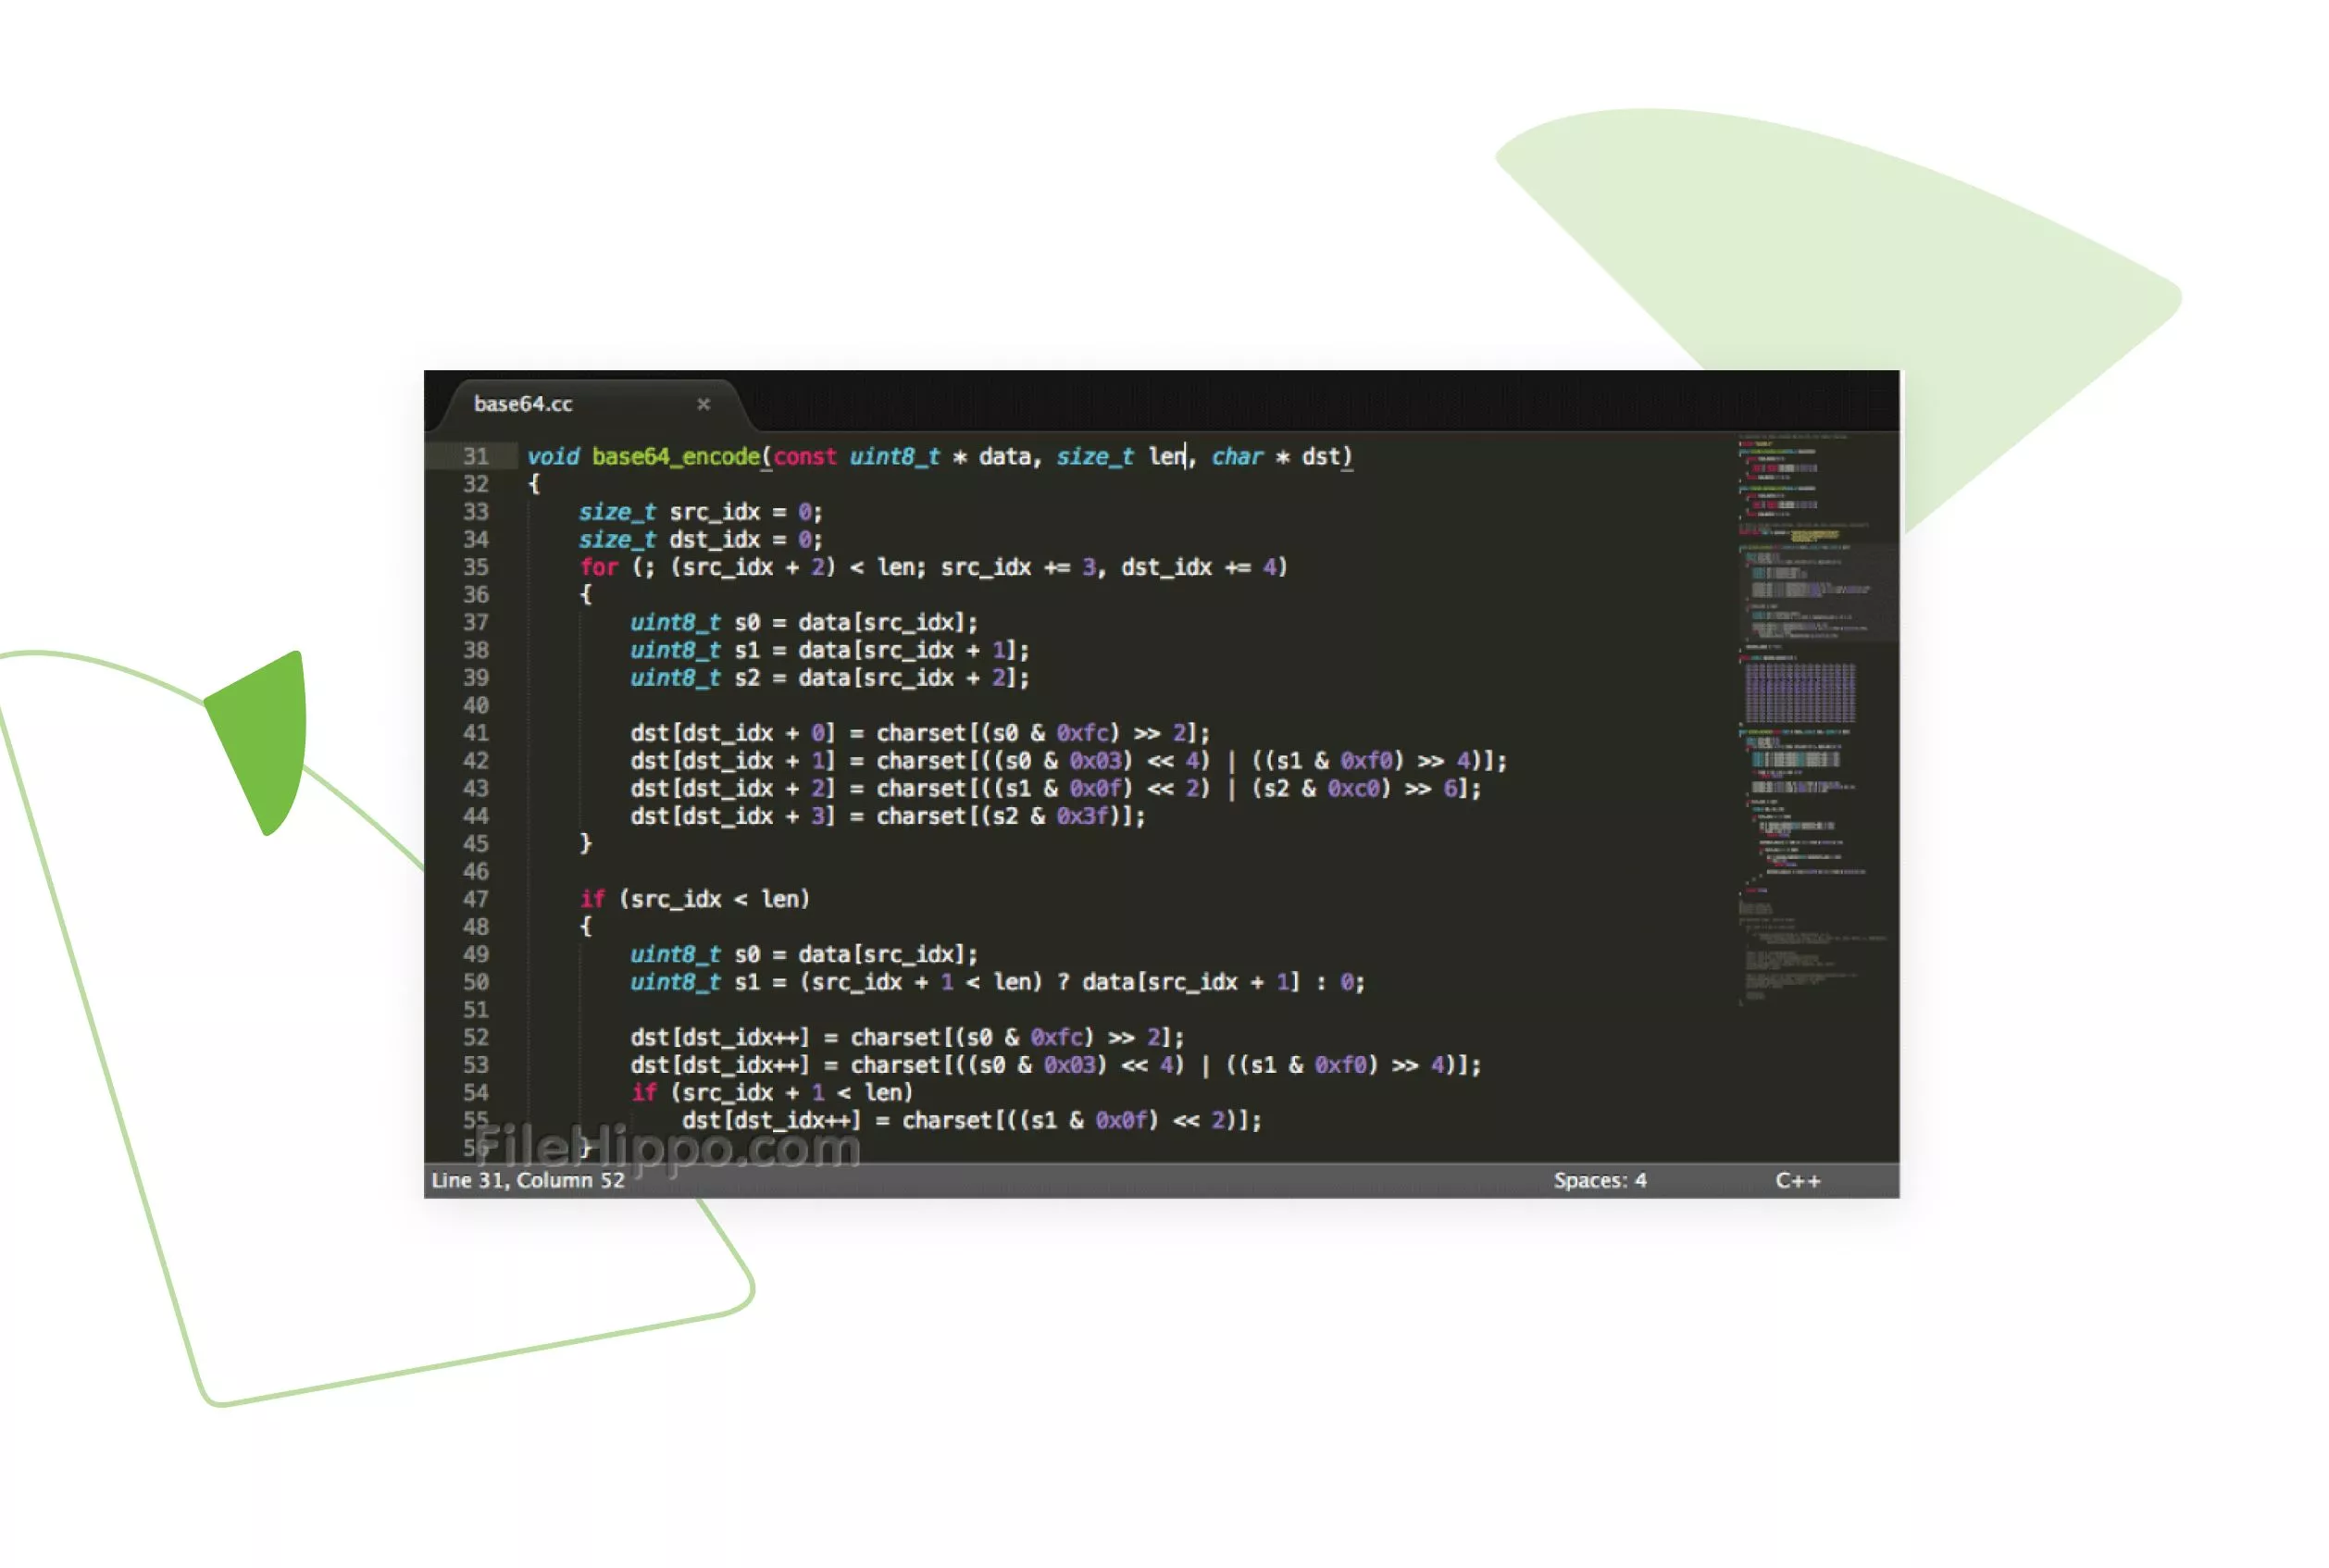 base64.cc ×
31 void base64_encode(const uint8_t * data, size_t len, char * dst)
32 {
33     size_t src_idx = 0;
34     size_t dst_idx = 0;
35     for (; (src_idx + 2) < len; src_idx += 3, dst_idx += 4)
36     {
37         uint8_t s0 = data[src_idx];
38         uint8_t s1 = data[src_idx + 1];
39         uint8_t s2 = data[src_idx + 2];
40
41         dst[dst_idx + 0] = charset[(s0 & 0xfc) >> 2];
42         dst[dst_idx + 1] = charset[((s0 & 0x03) << 4) | ((s1 & 0xf0) >> 4)];
43         dst[dst_idx + 2] = charset[((s1 & 0x0f) << 2) | (s2 & 0xc0) >> 6];
44         dst[dst_idx + 3] = charset[(s2 & 0x3f)];
45     }
46
47     if (src_idx < len)
48     {
49         uint8_t s0 = data[src_idx];
50         uint8_t s1 = (src_idx + 1 < len) ? data[src_idx + 1] : 0;
51
52         dst[dst_idx++] = charset[(s0 & 0xfc) >> 2];
53         dst[dst_idx++] = charset[((s0 & 0x03) << 4) | ((s1 & 0xf0) >> 4)];
54         if (src_idx + 1 < len)
55             dst[dst_idx++] = charset[((s1 & 0x0f) << 2)];
56     }
FileHippo.com
Line 31, Column 52 Spaces: 4 C++